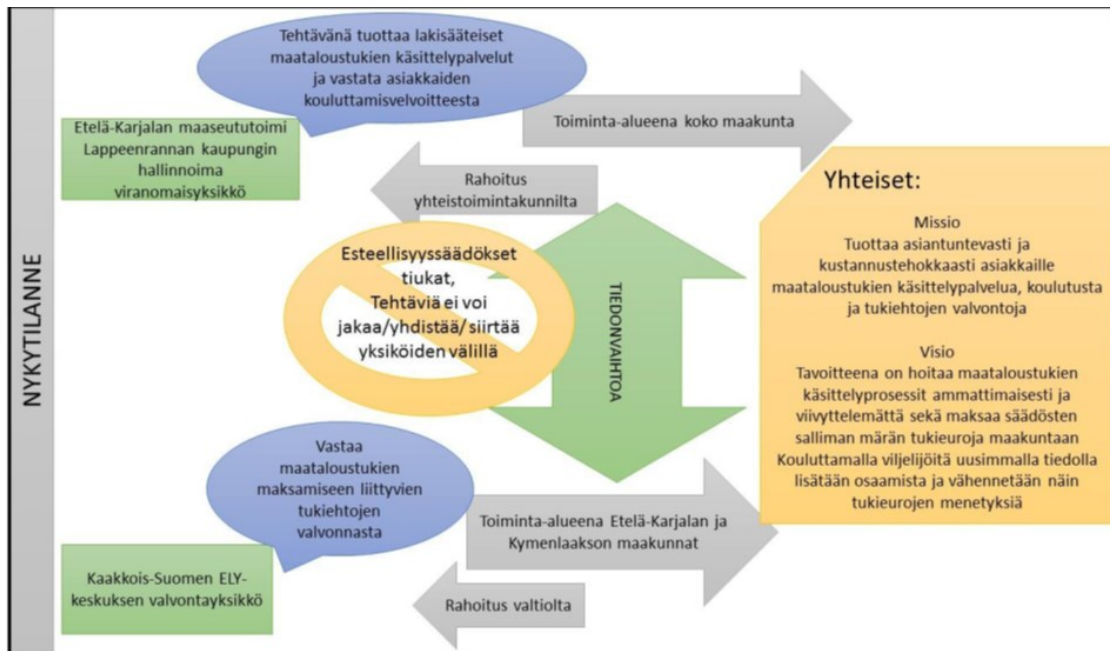 NYKYTILANNE
Tehtävänä tuottaa lakisääteiset
maataloustukien käsittelypalvelut
ja vastata asiakkaiden
kouluttamisvelvoitteesta
Etelä-Karjalan maaseututoimi
Lappeenrannan kaupungin
hallinnoima
viranomaisyksikkö
Toiminta-alueena koko maakunta
Rahoitus
yhteistoimintakunnilta
Esteellisyyssäädökset
tiukat,
Tehtäviä ei voi
jakaa/yhdistää/ siirtää
yksiköiden välillä
TIEDONVAIHTOA
Yhteiset:
Missio
Tuottaa asiantuntevasti ja
kustannustehokkaasti asiakkaille
maataloustukien käsittelypalvelua, koulutusta
ja tukiehtojen valvontoja
Visio
Tavoitteena on hoitaa maataloustukien
käsittelyprosessit ammattimaisesti ja
viivyttelemättä sekä maksaa säädösten
salliman märän tukieuroja maakuntaan
Kouluttamalla viljelijöitä uusimmalla tiedolla
lisätään osaamista ja vähennetään näin
tukieurojen menetyksiä
Vastaa
maataloustukien
maksamiseen liittyvien
tukiehtojen
valvonnasta
Toiminta-alueena Etelä-Karjalan ja
Kymenlaakson maakunnat
Kaakkois-Suomen ELY-
keskuksen valvontayksikkö
Rahoitus valtiolta